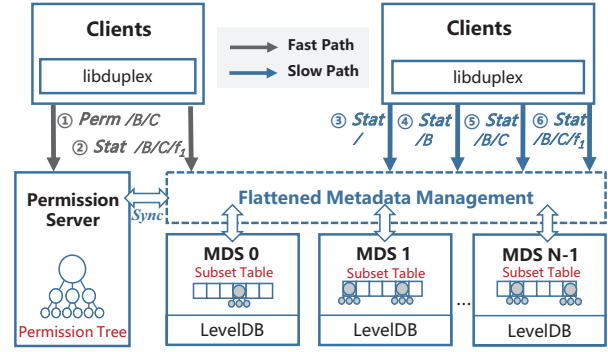 Clients
libduplex
Fast Path
Slow Path
Clients
libduplex
① Perm /B/C
② Stat /B/C/f₁
③ Stat
/
④ Stat
/B
⑤ Stat
/B/C
⑥ Stat
/B/C/f₁
Permission
Server
Permission Tree
Sync
Flattened Metadata Management
MDS 0
Subset Table
LevelDB
MDS 1
Subset Table
LevelDB
...
MDS N-1
Subset Table
LevelDB